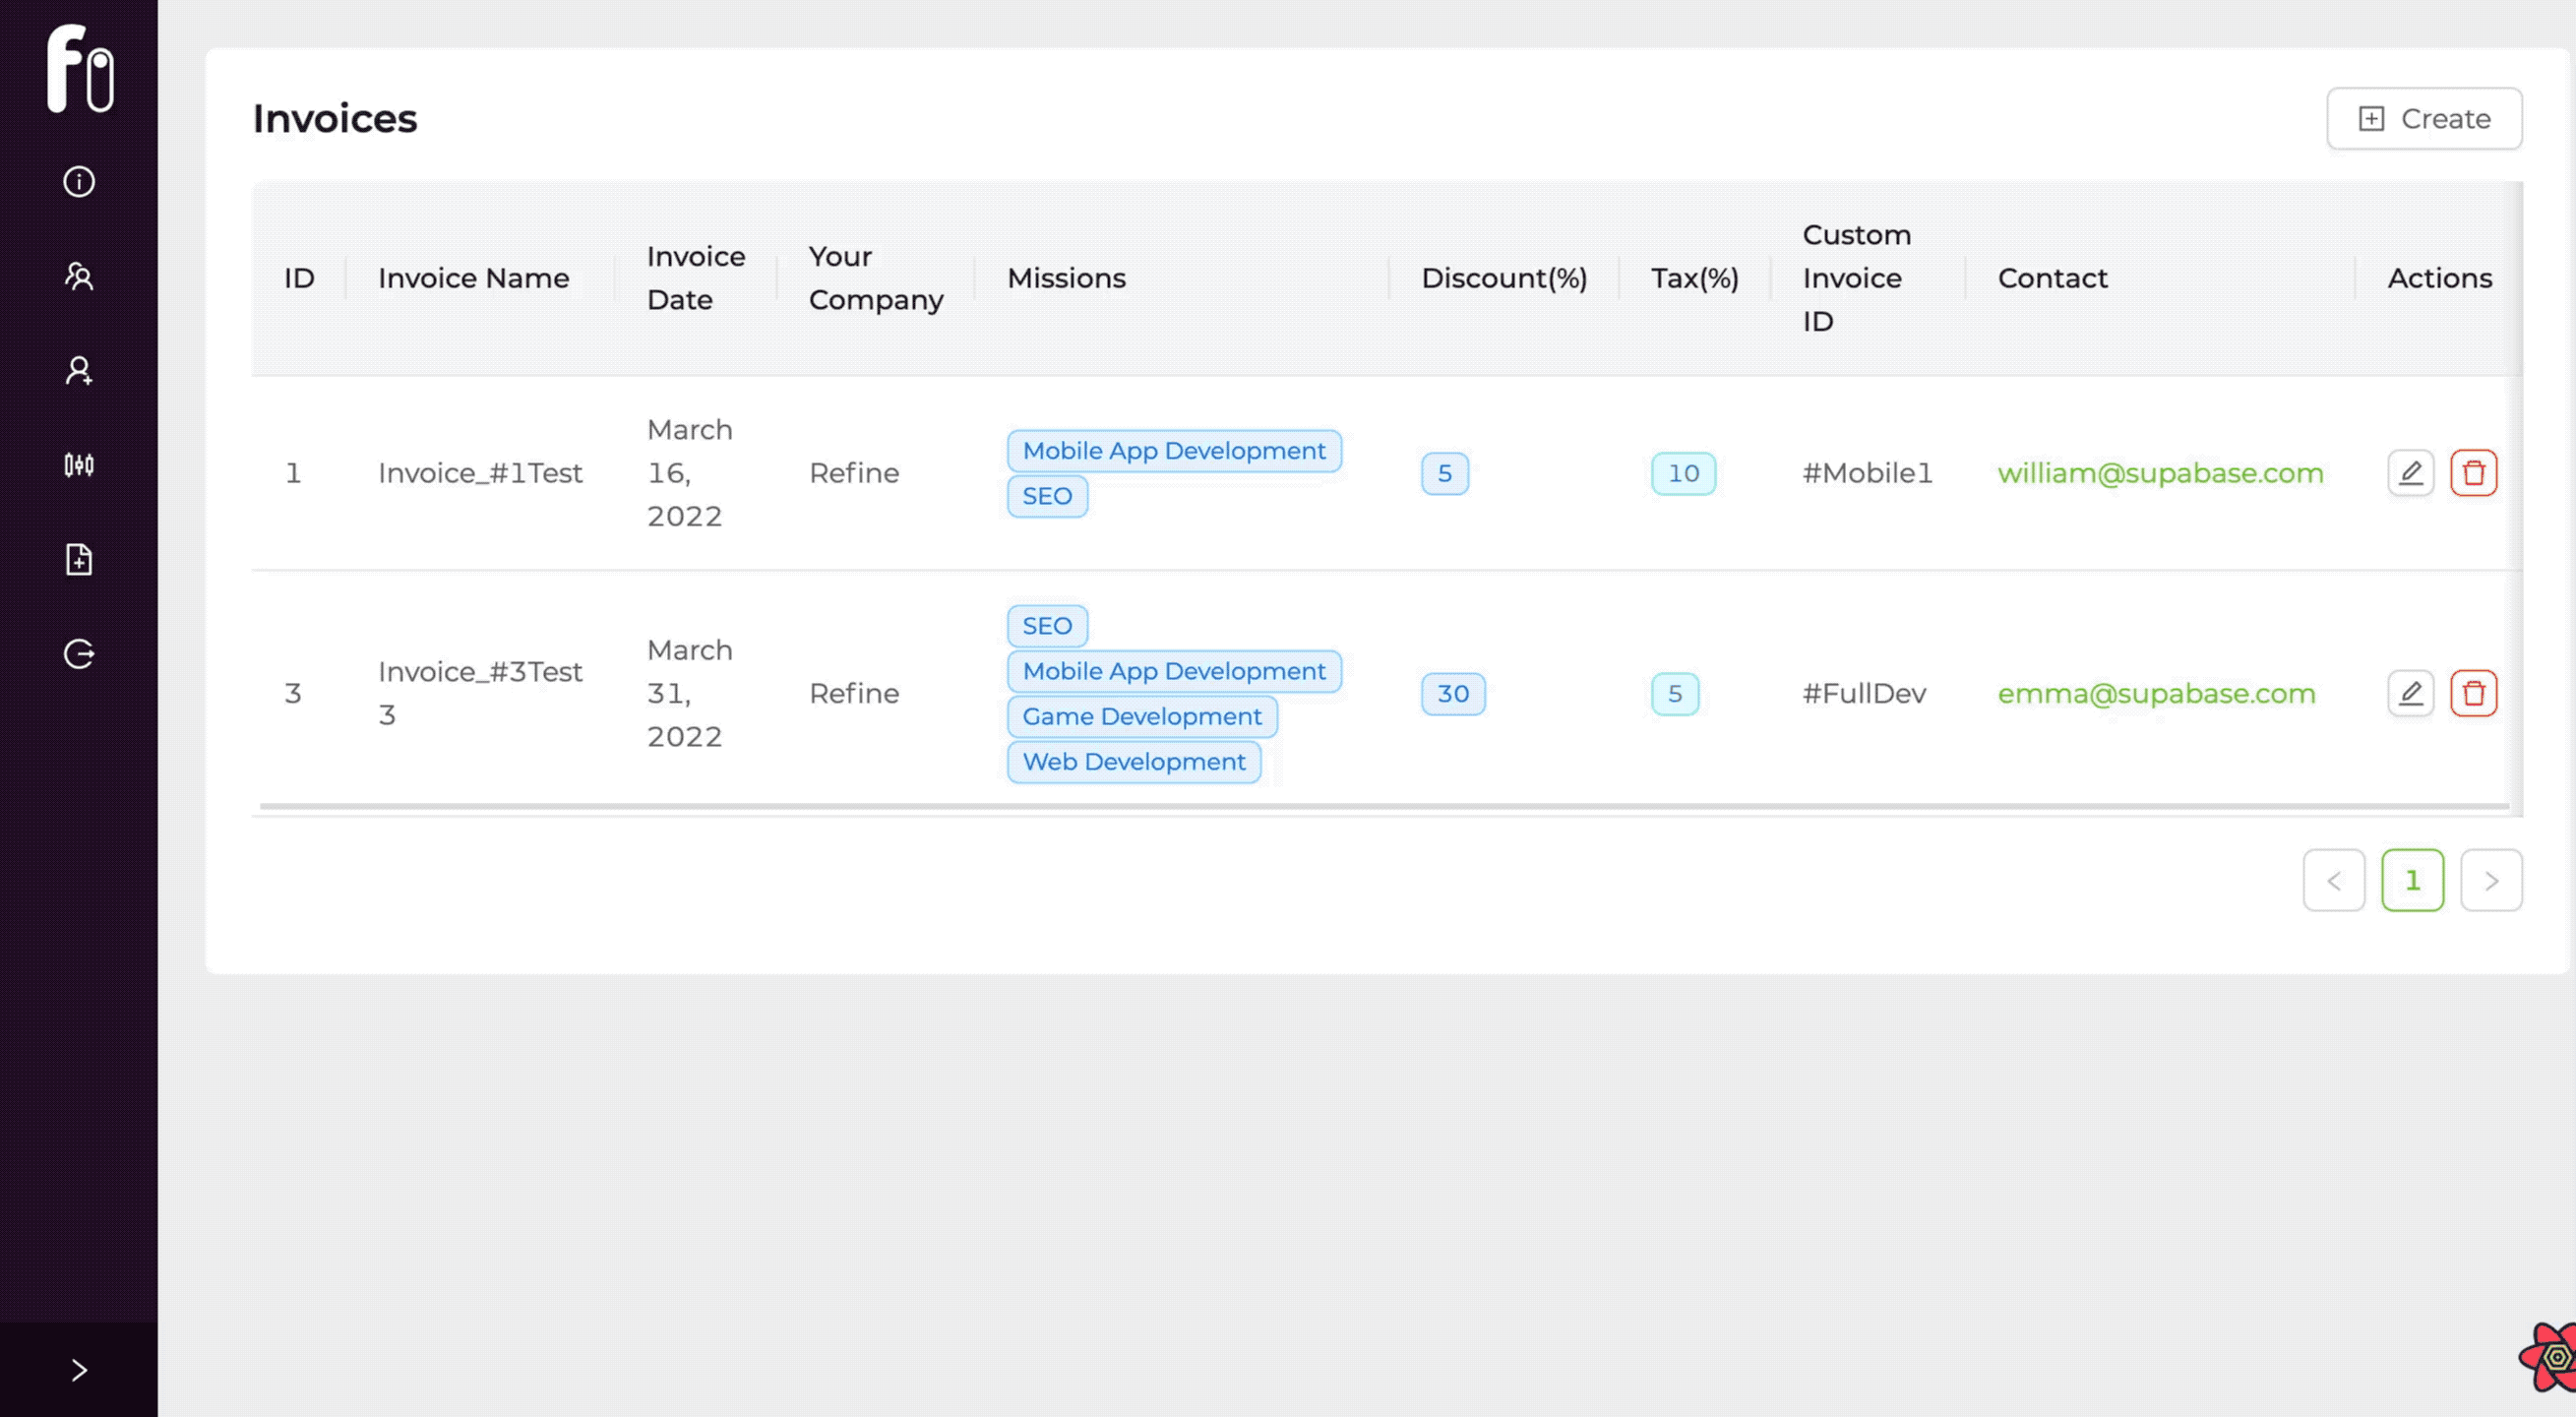 fi
Invoices
Create
ID
Invoice Name
Invoice
Date
Your
Company
Missions
Discount(%)
Tax(%)
Custom
Invoice
ID
Contact
Actions
1
Invoice_#1Test
March
16,
2022
Refine
Mobile App Development
SEO
5
10
#Mobile1
william@supabase.com
3
Invoice_#3Test
3
March
31,
2022
Refine
SEO
Mobile App Development
Game Development
Web Development
30
5
#FullDev
emma@supabase.com
< 1 >